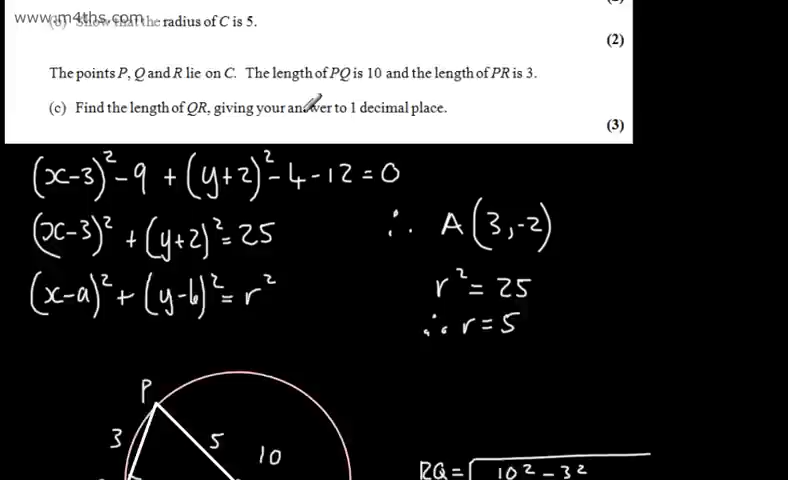 www.m4ths.com
the radius of C is 5.
(2)
The points P, Q and R lie on C. The length of PQ is 10 and the length of PR is 3.
(c) Find the length of QR, giving your answer to 1 decimal place.
(3)
(x-3)² - 9 + (y+2)² - 4 - 12 = 0
(x-3)² + (y+2)² = 25
∴ A (3,-2)
(x-a)² + (y-b)² = r²
r² = 25
∴ r = 5
P
3
5
10
RQ = √10² - 3²